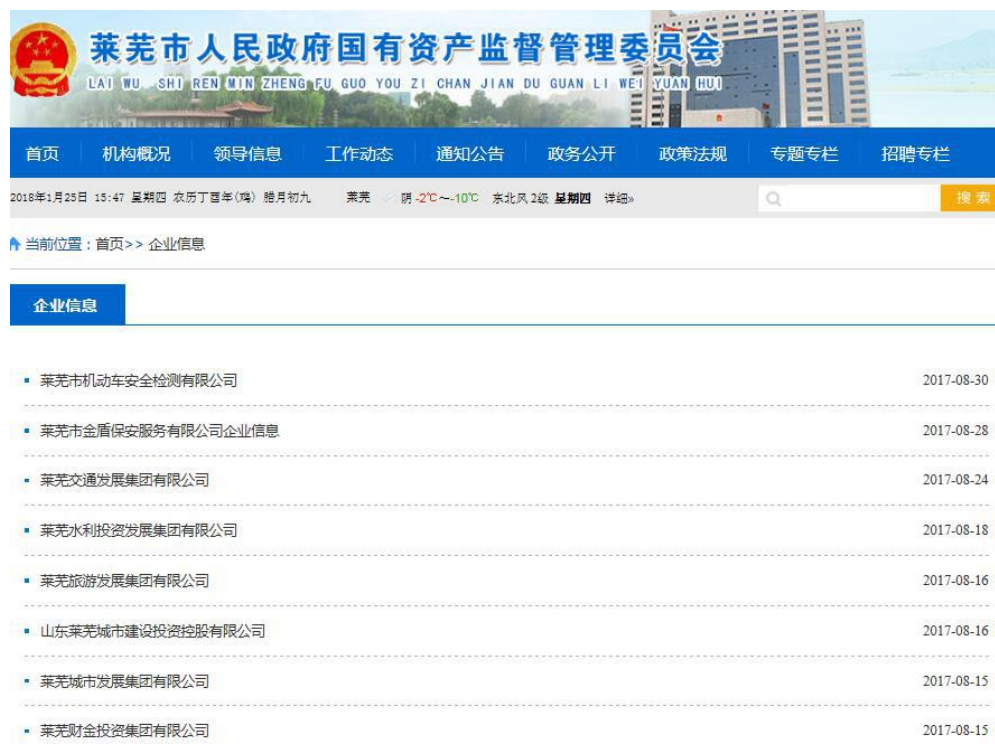 莱芜市人民政府国有资产监督管理委员会
LAI WU SHI REN MIN ZHENG FU GUO YOU ZI CHAN JIAN DU GUAN LI WEI YUAN HUI
首页 机构概况 领导信息 工作动态 通知公告 政务公开 政策法规 专题专栏 招聘专栏
2018年1月25日 15:47 星期四 农历丁酉年(鸡) 腊月初九 莱芜 阴 -2℃～-10℃ 东北风2级 星期四 详细» 搜 索
当前位置：首页>> 企业信息
企业信息
莱芜市机动车安全检测有限公司 2017-08-30
莱芜市金盾保安服务有限公司企业信息 2017-08-28
莱芜交通发展集团有限公司 2017-08-24
莱芜水利投资发展集团有限公司 2017-08-18
莱芜旅游发展集团有限公司 2017-08-16
山东莱芜城市建设投资控股有限公司 2017-08-16
莱芜城市发展集团有限公司 2017-08-15
莱芜财金投资集团有限公司 2017-08-15